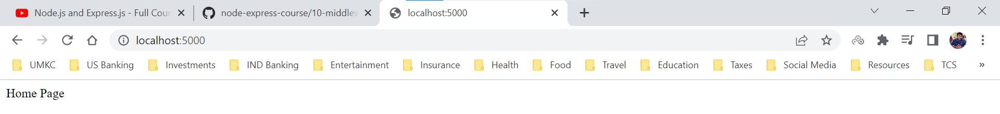 Node.js and Express.js - Full Cour
node-express-course/10-middlew
localhost:5000
localhost:5000
UMKC US Banking Investments IND Banking Entertainment Insurance Health Food Travel Education Taxes Social Media Resources TCS »
Home Page